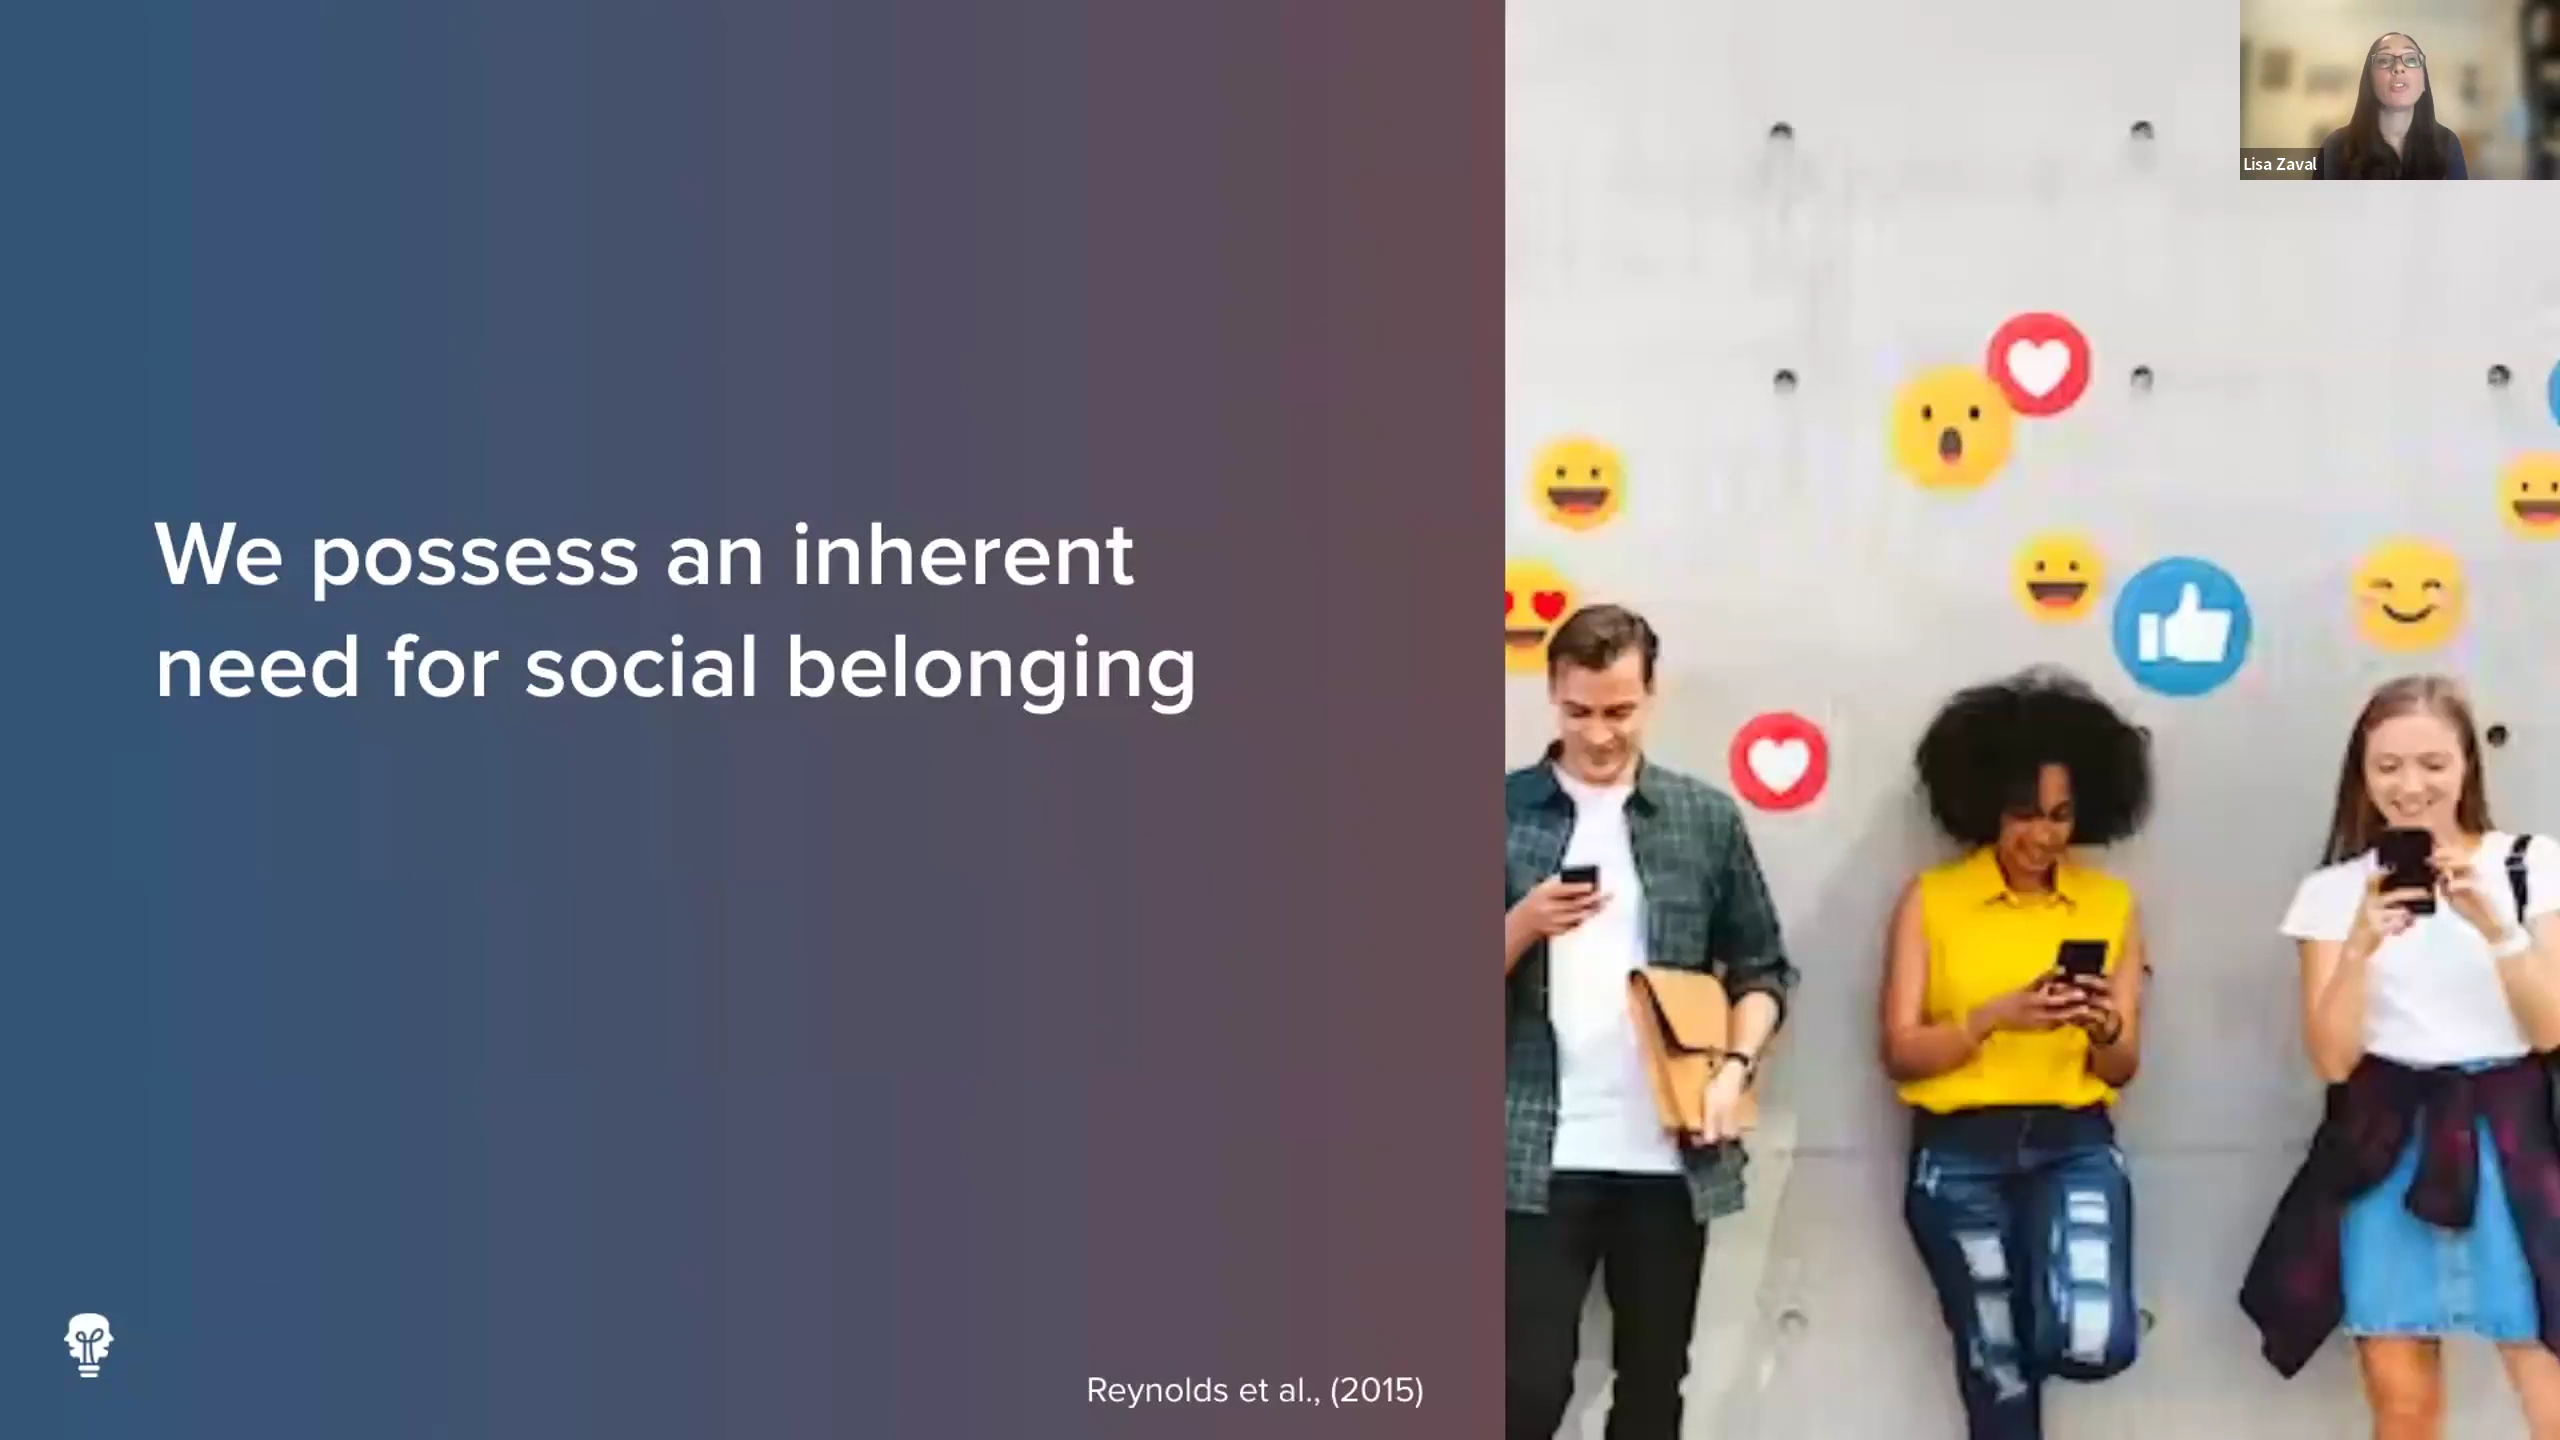 Lisa Zaval
We possess an inherent
need for social belonging
Reynolds et al., (2015)